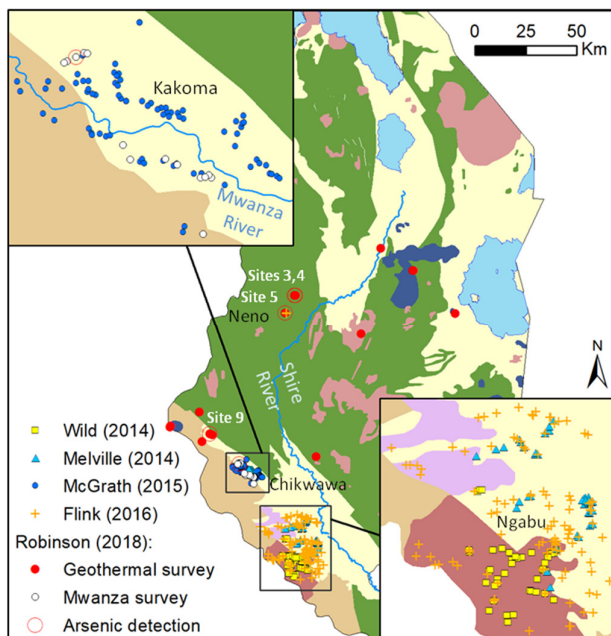 0 25 50
Km
Kakoma
Mwanza
River
Sites 3,4
Site 5
Neno
Shire
River
N
Site 9
Chikwawa
Ngabu
Wild (2014)
Melville (2014)
McGrath (2015)
Flink (2016)
Robinson (2018):
Geothermal survey
Mwanza survey
Arsenic detection